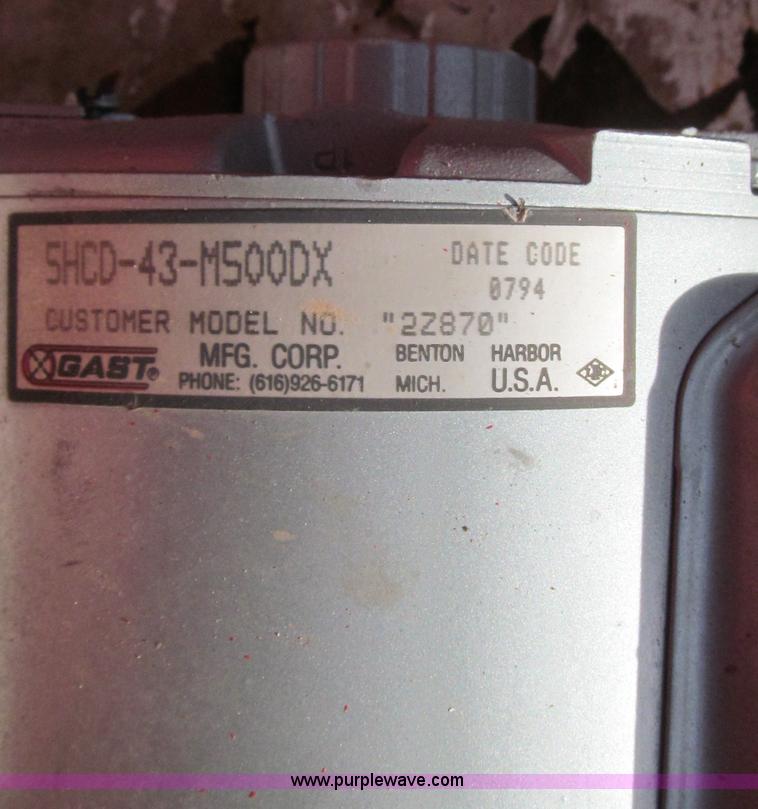 5HCD-43-M500DX
DATE CODE
0794
CUSTOMER MODEL NO. "2Z870"
GAST® MFG. CORP. BENTON HARBOR
PHONE: (616)926-6171 MICH. U.S.A.
www.purplewave.com